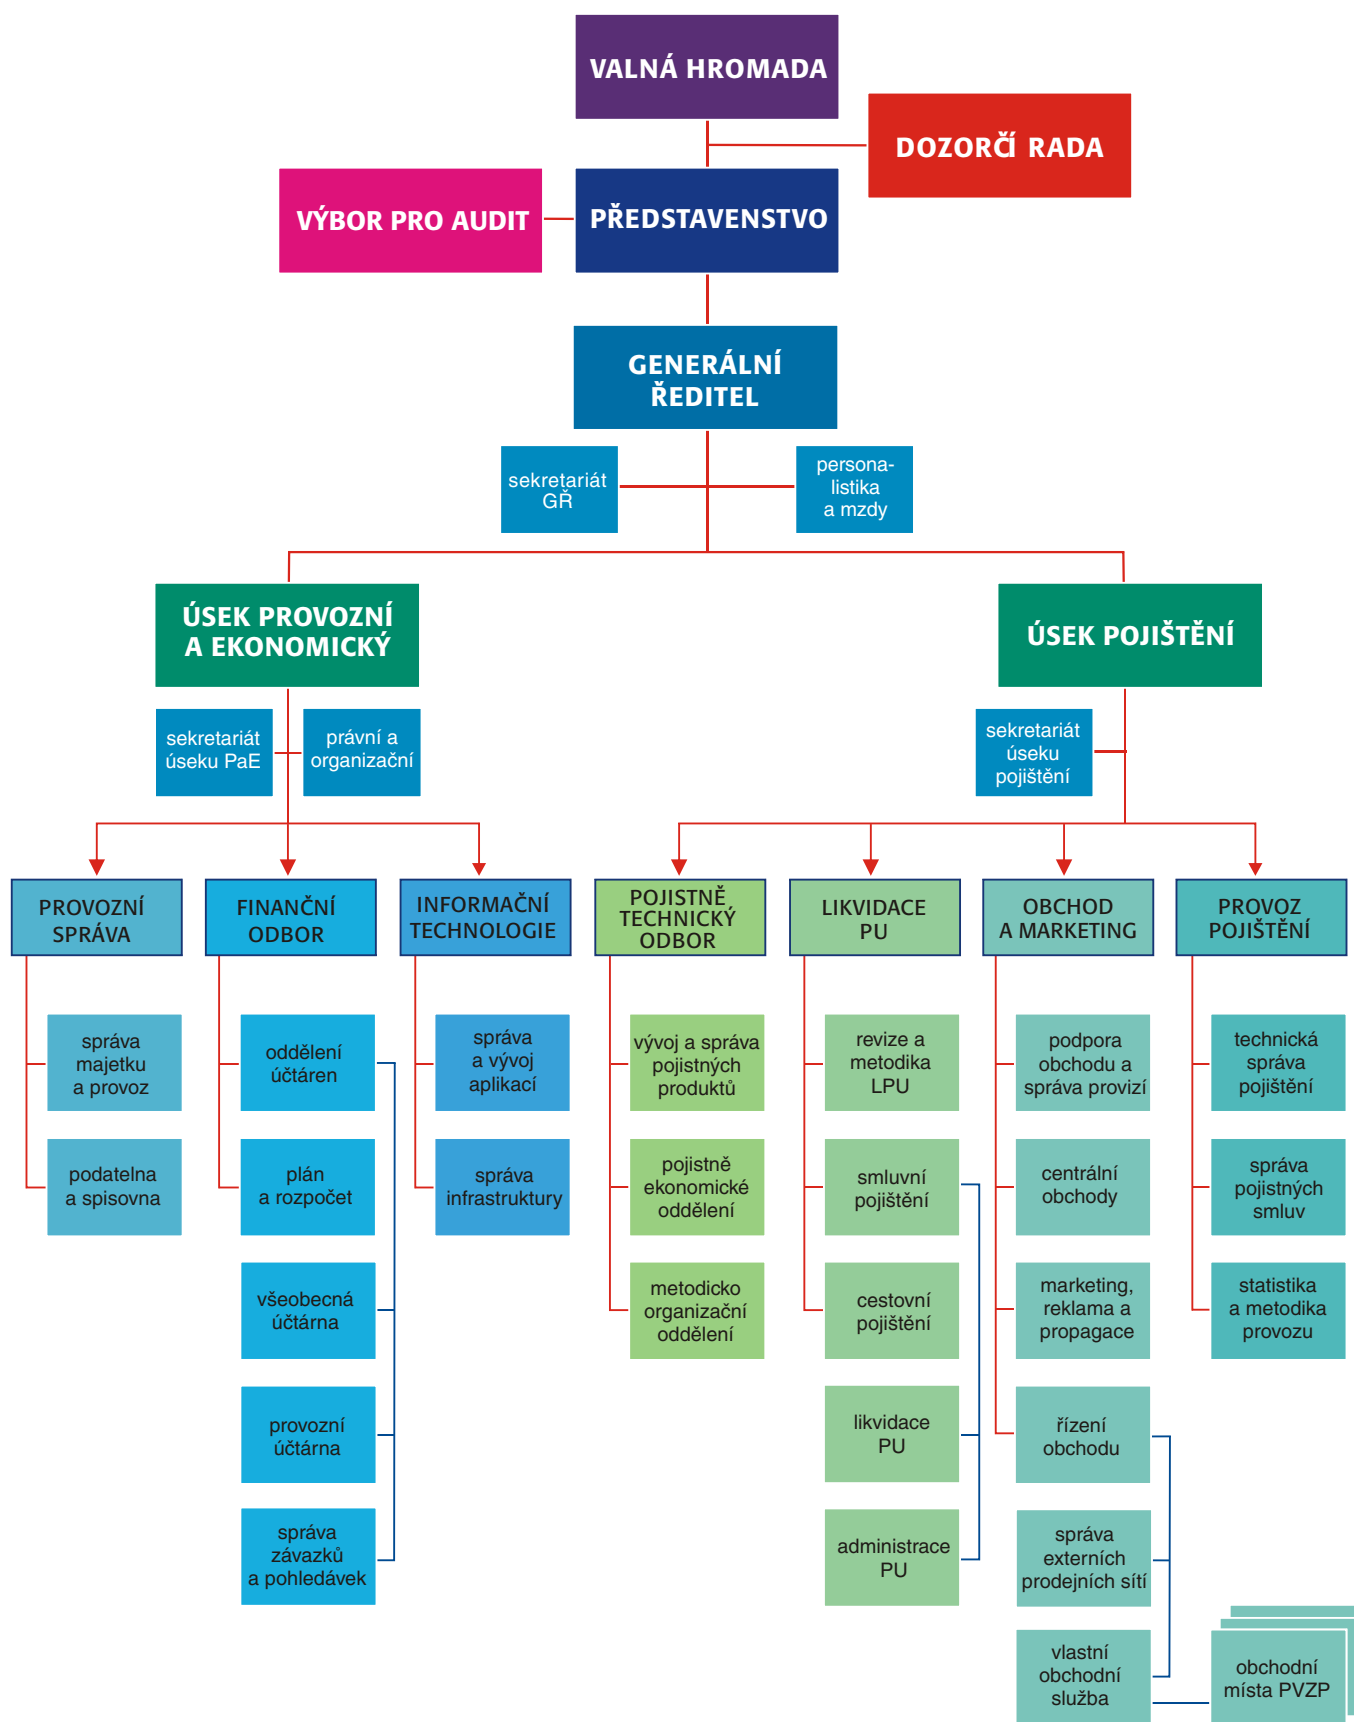 VALNÁ HROMADA
DOZORČÍ RADA
VÝBOR PRO AUDIT
PŘEDSTAVENSTVO
GENERÁLNÍ
ŘEDITEL
sekretariát
GŘ
persona-
listika
a mzdy
ÚSEK PROVOZNÍ
A EKONOMICKÝ
ÚSEK POJIŠTĚNÍ
sekretariát
úseku PaE
právní a
organizační
sekretariát
úseku
pojištění
PROVOZNÍ
SPRÁVA
FINANČNÍ
ODBOR
INFORMAČNÍ
TECHNOLOGIE
POJISTNĚ
TECHNICKÝ
ODBOR
LIKVIDACE
PU
OBCHOD
A MARKETING
PROVOZ
POJIŠTĚNÍ
správa
majetku
a provoz
oddělení
účtáren
správa
a vývoj
aplikací
vývoj a správa
pojistných
produktů
revize a
metodika
LPU
podpora
obchodu a
správa provizí
technická
správa
pojištění
podatelna
a spisovna
plán
a rozpočet
správa
infrastruktury
pojistně
ekonomické
oddělení
smluvní
pojištění
centrální
obchody
správa
pojistných
smluv
všeobecná
účtárna
metodicko
organizační
oddělení
cestovní
pojištění
marketing,
reklama a
propagace
statistika
a metodika
provozu
provozní
účtárna
likvidace
PU
řízení
obchodu
správa
závazků
a pohledávek
administrace
PU
správa
externích
prodejních sítí
vlastní
obchodní
služba
obchodní
místa PVZP